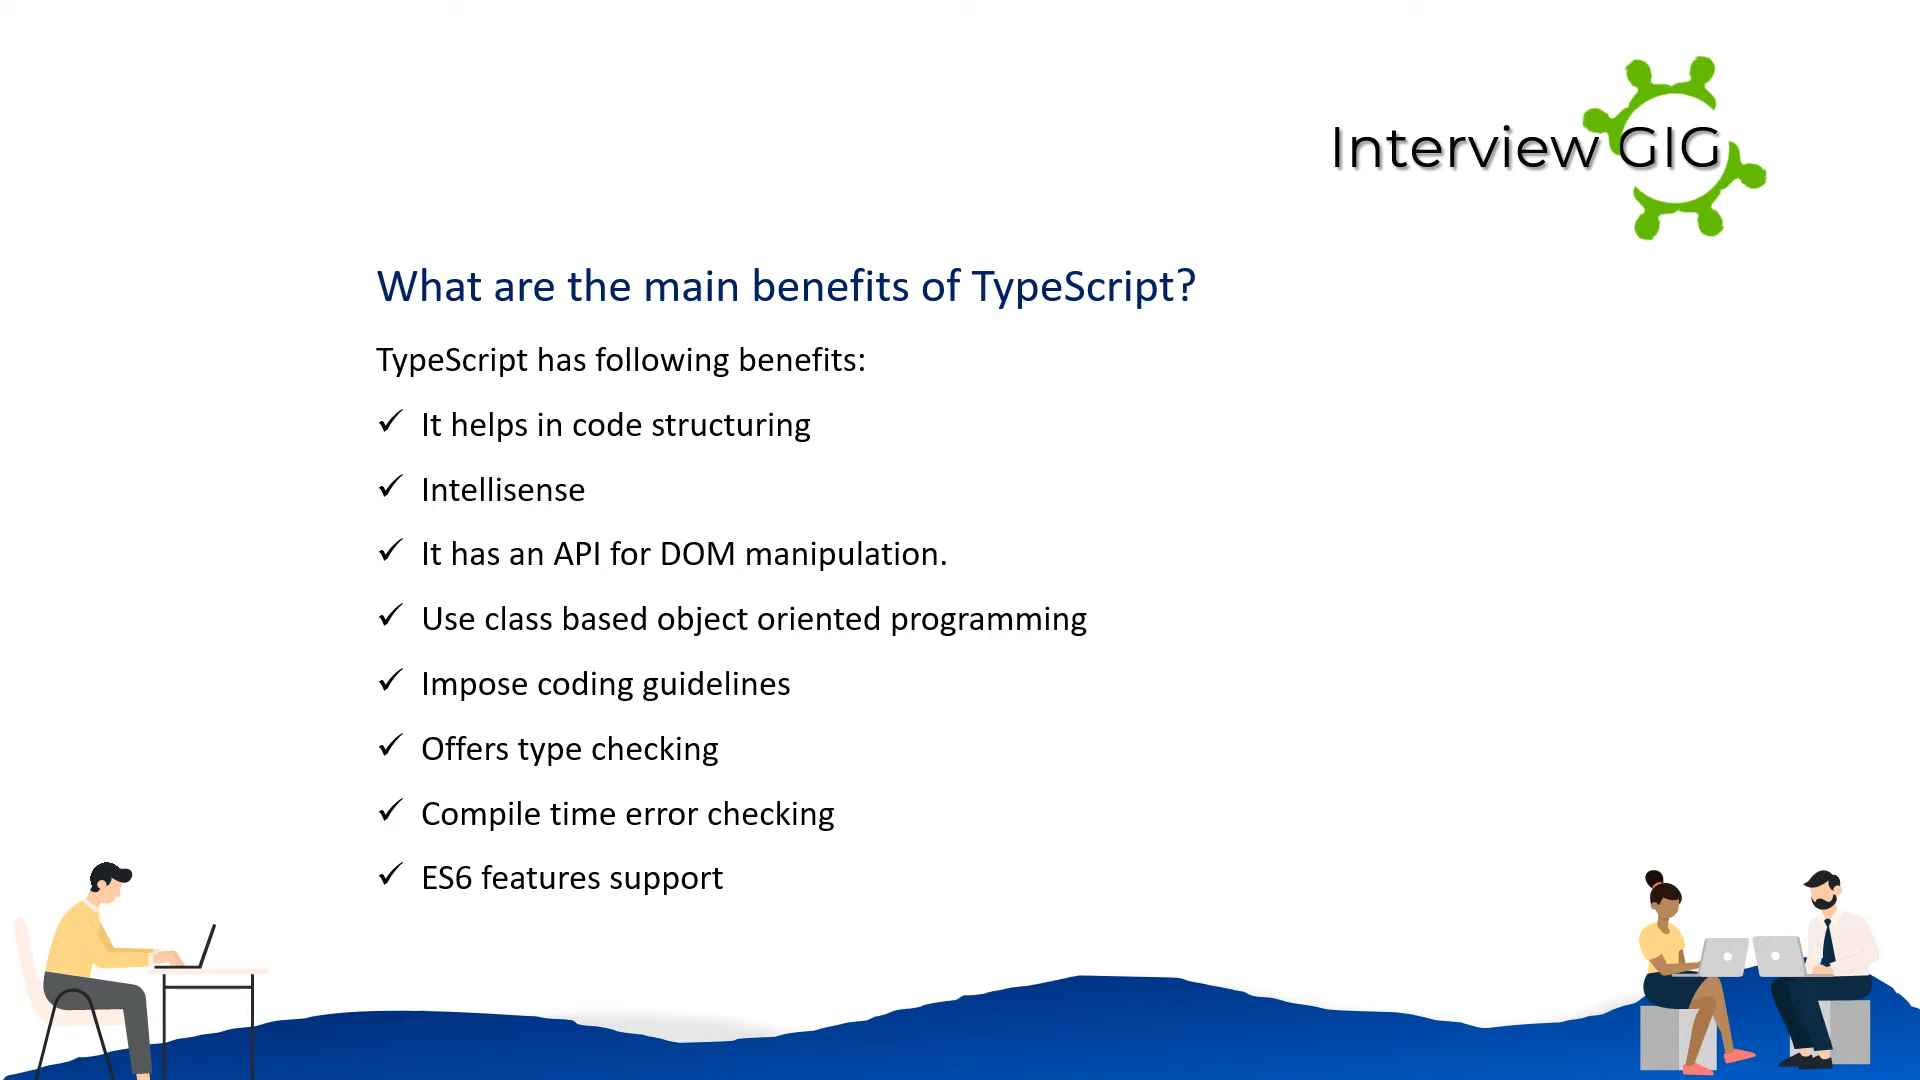 Interview GIG
What are the main benefits of TypeScript?
TypeScript has following benefits:
✓ It helps in code structuring
✓ Intellisense
✓ It has an API for DOM manipulation.
✓ Use class based object oriented programming
✓ Impose coding guidelines
✓ Offers type checking
✓ Compile time error checking
✓ ES6 features support